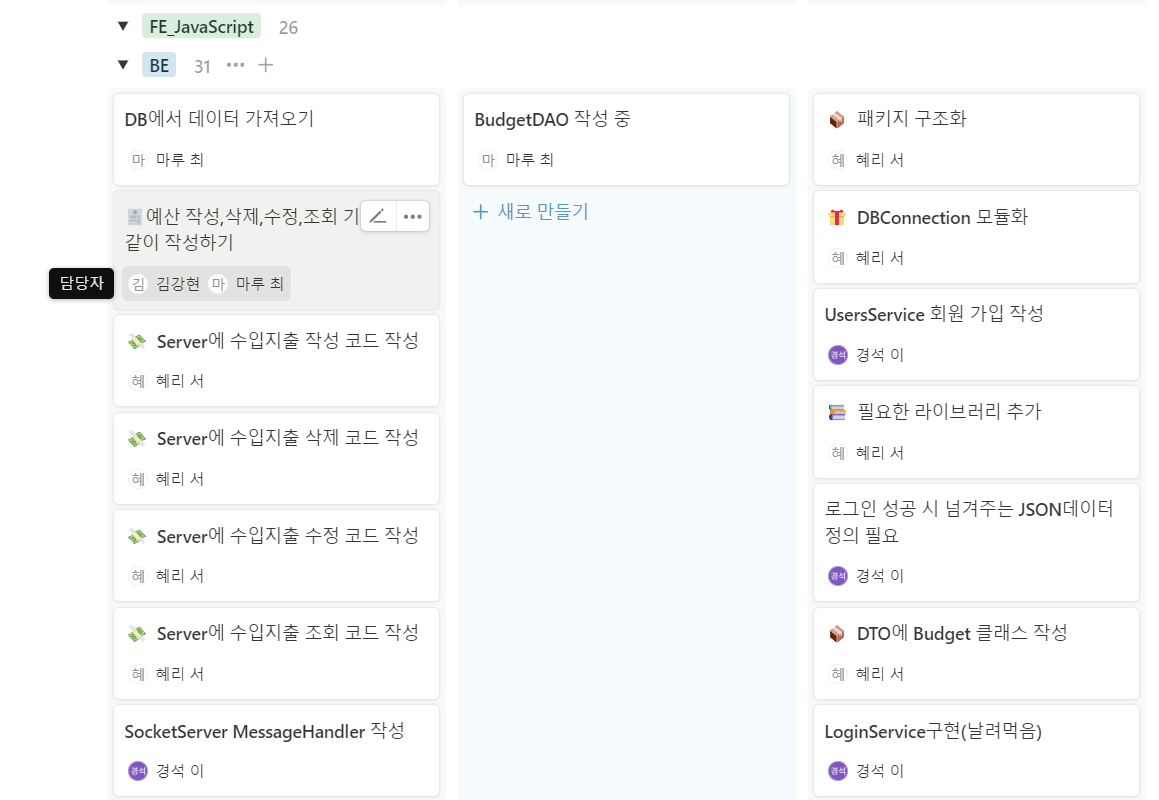 FE_JavaScript 26
BE 31
DB에서 데이터 가져오기
마 마루 최
예산 작성,삭제,수정,조회 기
같이 작성하기
담당자
김 김강현 마 마루 최
Server에 수입지출 작성 코드 작성
혜 혜리 서
Server에 수입지출 삭제 코드 작성
혜 혜리 서
Server에 수입지출 수정 코드 작성
혜 혜리 서
Server에 수입지출 조회 코드 작성
혜 혜리 서
SocketServer MessageHandler 작성
경석 경석 이
BudgetDAO 작성 중
마 마루 최
새로 만들기
패키지 구조화
혜 혜리 서
DBConnection 모듈화
혜 혜리 서
UsersService 회원 가입 작성
경석 경석 이
필요한 라이브러리 추가
혜 혜리 서
로그인 성공 시 넘겨주는 JSON데이터
정의 필요
경석 경석 이
DTO에 Budget 클래스 작성
혜 혜리 서
LoginService구현(날려먹음)
경석 경석 이